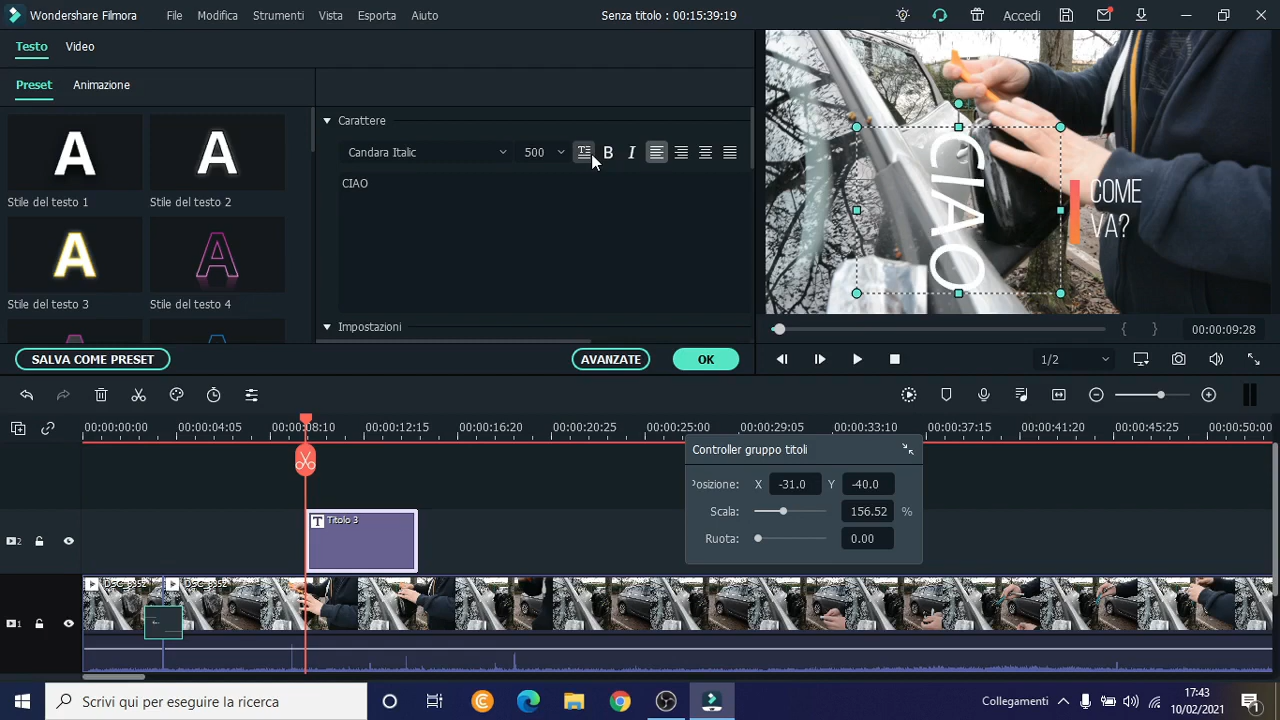 Wondershare Filmora
File
Modifica
Strumenti
Vista
Esporta
Aiuto
Senza titolo : 00:15:39:19
Accedi
Testo
Video
Preset
Animazione
A
A
Stile del testo 1
Stile del testo 2
A
A
Stile del testo 3
Stile del testo 4
Carattere
Candara Italic
500
B
I
CIAO
Impostazioni
SALVA COME PRESET
AVANZATE
OK
CIAO
COME
VA?
{ }
00:00:09:28
1/2
00:00:00:00
00:00:04:05
00:00:08:10
00:00:12:15
00:00:16:20
00:00:20:25
00:00:25:00
00:00:29:05
00:00:33:10
00:00:37:15
00:00:41:20
00:00:45:25
00:00:50:00
Controller gruppo titoli
Posizione: X -31.0 Y -40.0
Scala: 156.52 %
Ruota: 0.00
2
T Titolo 3
1
Scrivi qui per eseguire la ricerca
Collegamenti
17:43
10/02/2021
1